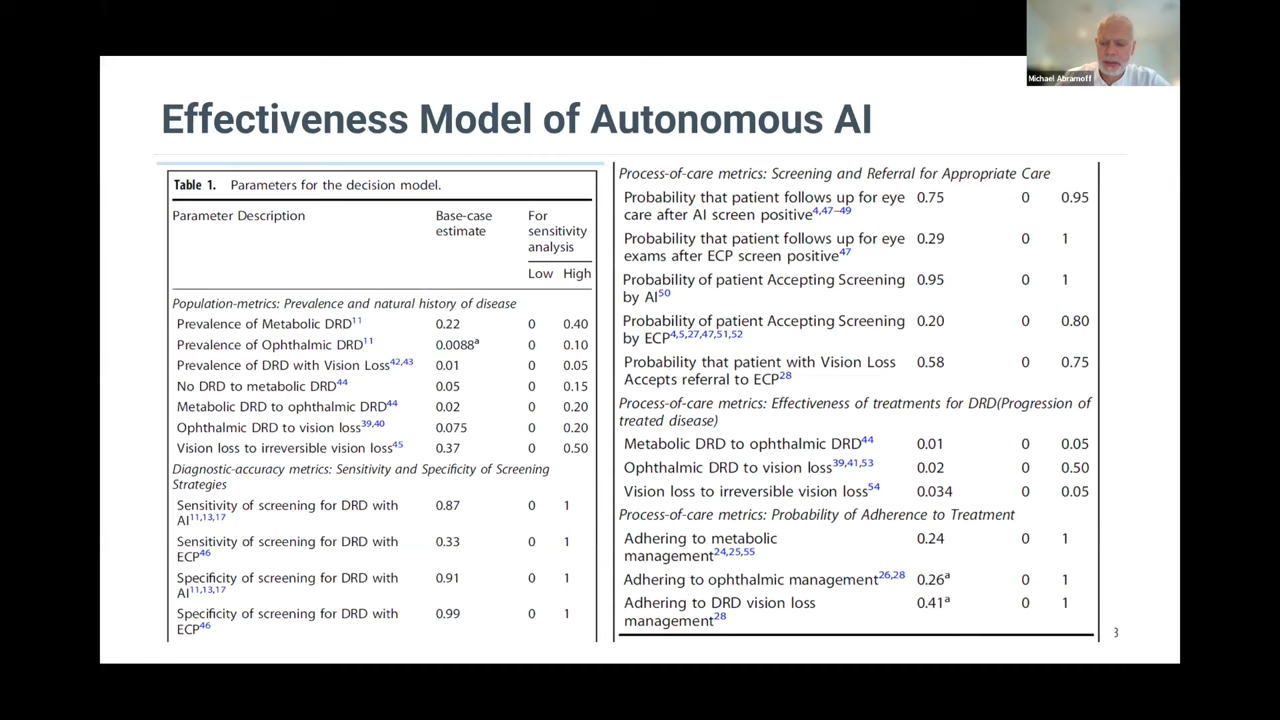 Michael Abramoff
Effectiveness Model of Autonomous AI
Table 1. Parameters for the decision model.
Parameter Description Base-case For
estimate sensitivity
analysis
Low High
Population-metrics: Prevalence and natural history of disease
Prevalence of Metabolic DRD11 0.22 0 0.40
Prevalence of Ophthalmic DRD11 0.0088a 0 0.10
Prevalence of DRD with Vision Loss42,43 0.01 0 0.05
No DRD to metabolic DRD44 0.05 0 0.15
Metabolic DRD to ophthalmic DRD44 0.02 0 0.20
Ophthalmic DRD to vision loss39,40 0.075 0 0.20
Vision loss to irreversible vision loss45 0.37 0 0.50
Diagnostic-accuracy metrics: Sensitivity and Specificity of Screening
Strategies
Sensitivity of screening for DRD with 0.87 0 1
AI11,13,17
Sensitivity of screening for DRD with 0.33 0 1
ECP46
Specificity of screening for DRD with 0.91 0 1
AI11,13,17
Specificity of screening for DRD with 0.99 0 1
ECP46
Process-of-care metrics: Screening and Referral for Appropriate Care
Probability that patient follows up for eye 0.75 0 0.95
care after AI screen positive4,47–49
Probability that patient follows up for eye 0.29 0 1
exams after ECP screen positive47
Probability of patient Accepting Screening 0.95 0 1
by AI50
Probability of patient Accepting Screening 0.20 0 0.80
by ECP4,5,27,47,51,52
Probability that patient with Vision Loss 0.58 0 0.75
Accepts referral to ECP28
Process-of-care metrics: Effectiveness of treatments for DRD(Progression of
treated disease)
Metabolic DRD to ophthalmic DRD44 0.01 0 0.05
Ophthalmic DRD to vision loss39,41,53 0.02 0 0.50
Vision loss to irreversible vision loss54 0.034 0 0.05
Process-of-care metrics: Probability of Adherence to Treatment
Adhering to metabolic 0.24 0 1
management24,25,55
Adhering to ophthalmic management26,28 0.26a 0 1
Adhering to DRD vision loss 0.41a 0 1
management28
3